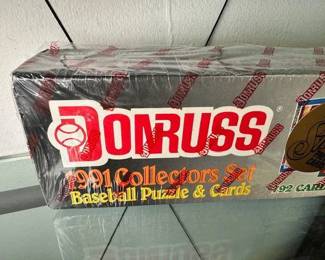 DONRUSS®
1991 Collectors Set
Baseball Puzzle & Cards